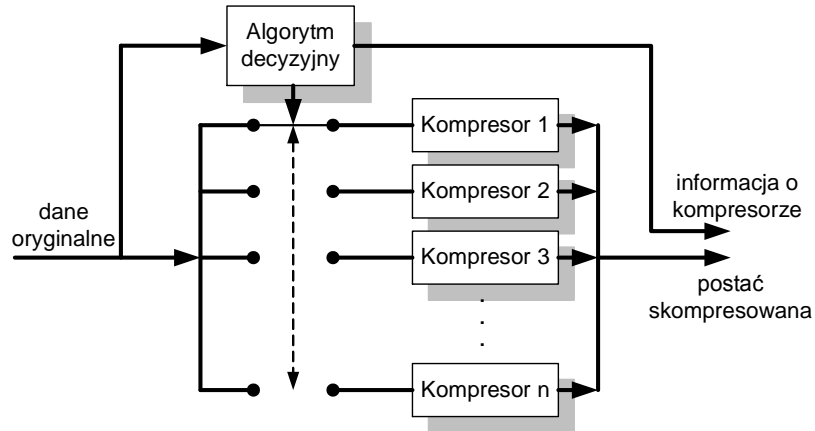 Algorytm
decyzyjny
Kompresor 1
Kompresor 2
informacja o
kompresorze
dane
oryginalne
Kompresor 3
postać
skompresowana
.
.
.
Kompresor n